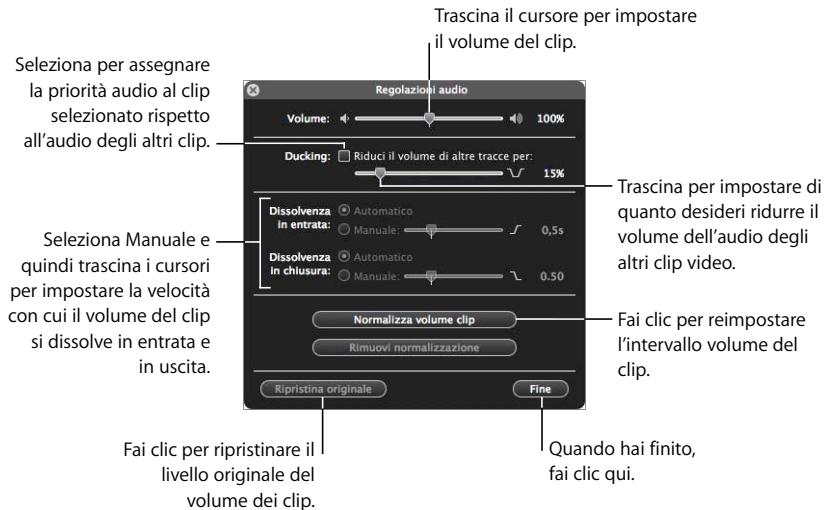 Trascina il cursore per impostare
il volume del clip.
Seleziona per assegnare
la priorità audio al clip
selezionato rispetto
all'audio degli altri clip.
Regolazioni audio
Volume: 100%
Ducking: Riduci il volume di altre tracce per:
15%
Trascina per impostare di
quanto desideri ridurre il
volume dell'audio degli
altri clip video.
Dissolvenza
in entrata:
Automatico
Manuale: 0,5s
Dissolvenza
in chiusura:
Automatico
Manuale: 0.50
Seleziona Manuale e
quindi trascina i cursori
per impostare la velocità
con cui il volume del clip
si dissolve in entrata e
in uscita.
Normalizza volume clip
Rimuovi normalizzazione
Fai clic per reimpostare
l'intervallo volume del
clip.
Ripristina originale
Fine
Fai clic per ripristinare il
livello originale del
volume dei clip.
Quando hai finito,
fai clic qui.